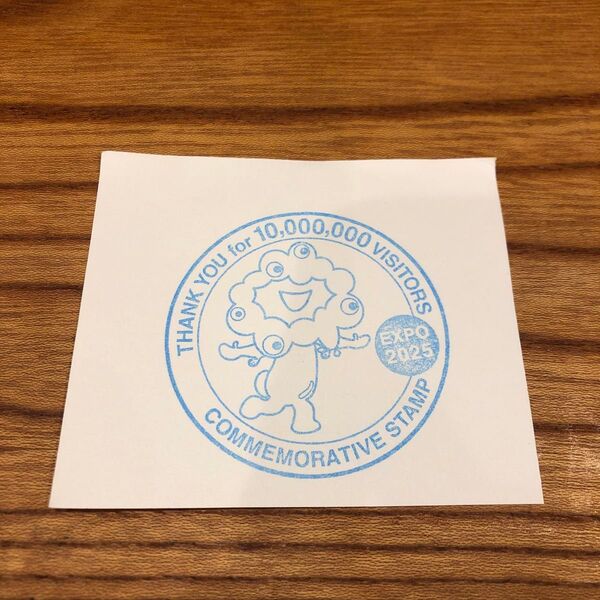 THANK YOU for 10,000,000 VISITORS
EXPO
2025
COMMEMORATIVE STAMP